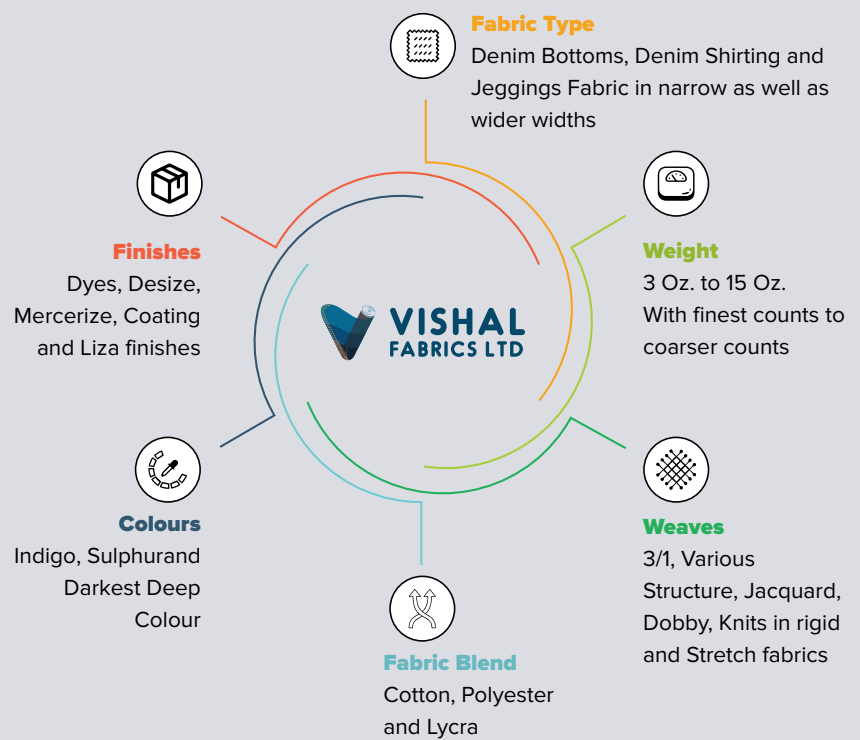 Fabric Type
Denim Bottoms, Denim Shirting and
Jeggings Fabric in narrow as well as
wider widths
Finishes
Dyes, Desize,
Mercerize, Coating
and Liza finishes
Weight
3 Oz. to 15 Oz.
With finest counts to
coarser counts
VISHAL
FABRICS LTD
Colours
Indigo, Sulphurand
Darkest Deep
Colour
Weaves
3/1, Various
Structure, Jacquard,
Dobby, Knits in rigid
and Stretch fabrics
Fabric Blend
Cotton, Polyester
and Lycra